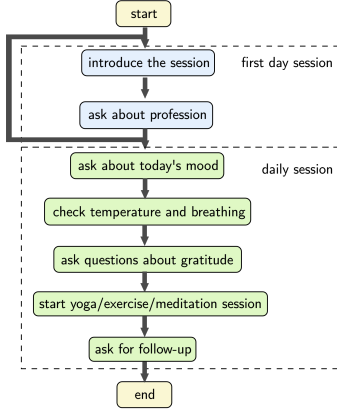 start
introduce the session
first day session
ask about profession
ask about today's mood
daily session
check temperature and breathing
ask questions about gratitude
start yoga/exercise/meditation session
ask for follow-up
end